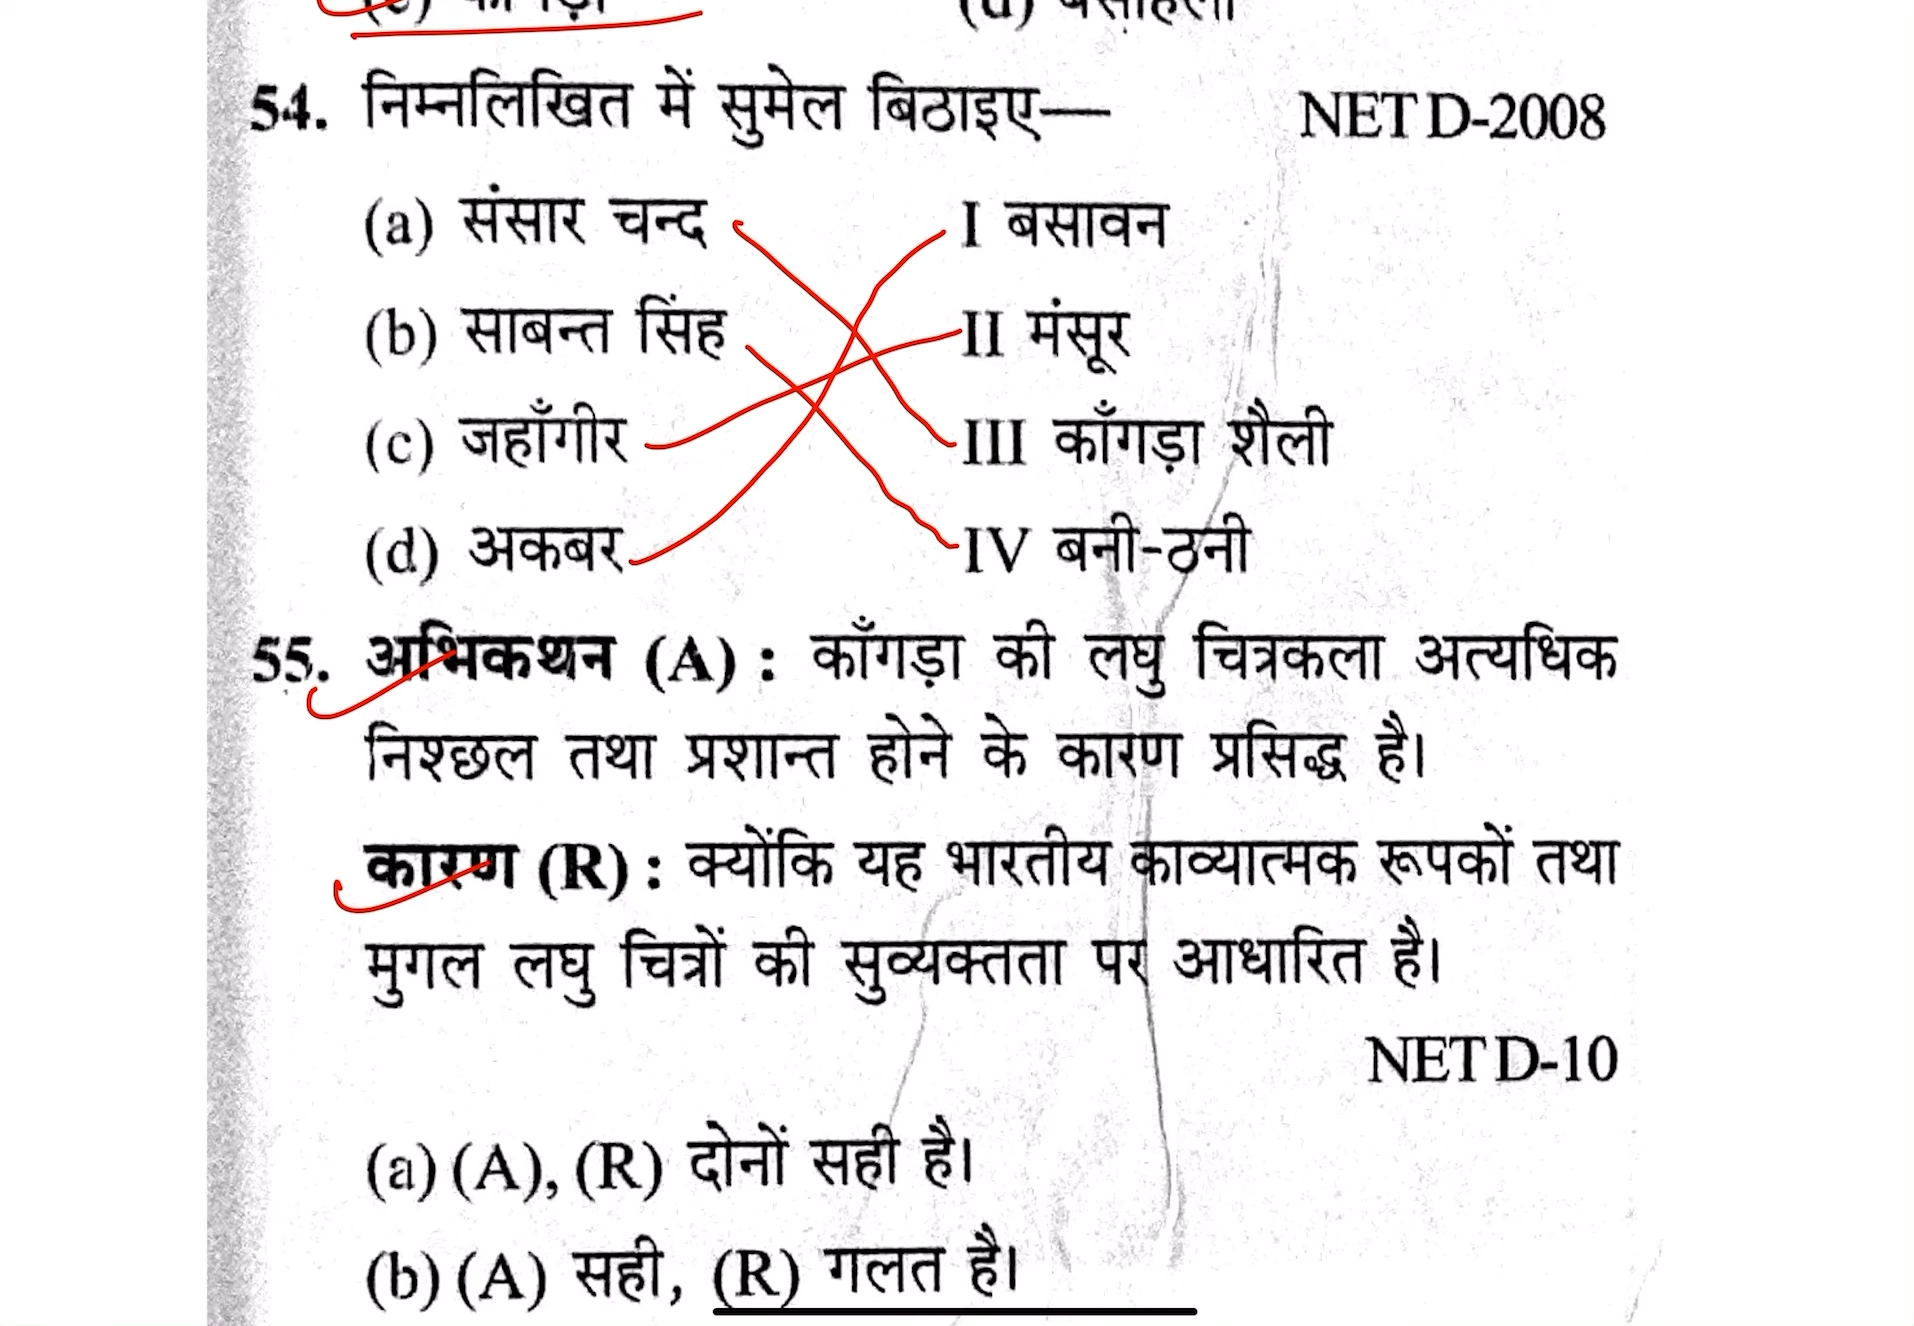 54. निम्नलिखित में सुमेल बिठाइए— NET D-2008
(a) संसार चन्द I बसावन
(b) साबन्त सिंह II मंसूर
(c) जहाँगीर III काँगड़ा शैली
(d) अकबर IV बनी-ठनी
55. अभिकथन (A) : काँगड़ा की लघु चित्रकला अत्यधिक
निश्छल तथा प्रशान्त होने के कारण प्रसिद्ध है।
कारण (R) : क्योंकि यह भारतीय काव्यात्मक रूपकों तथा
मुगल लघु चित्रों की सुव्यक्तता पर आधारित है।
NET D-10
(a) (A), (R) दोनों सही है।
(b) (A) सही, (R) गलत है।